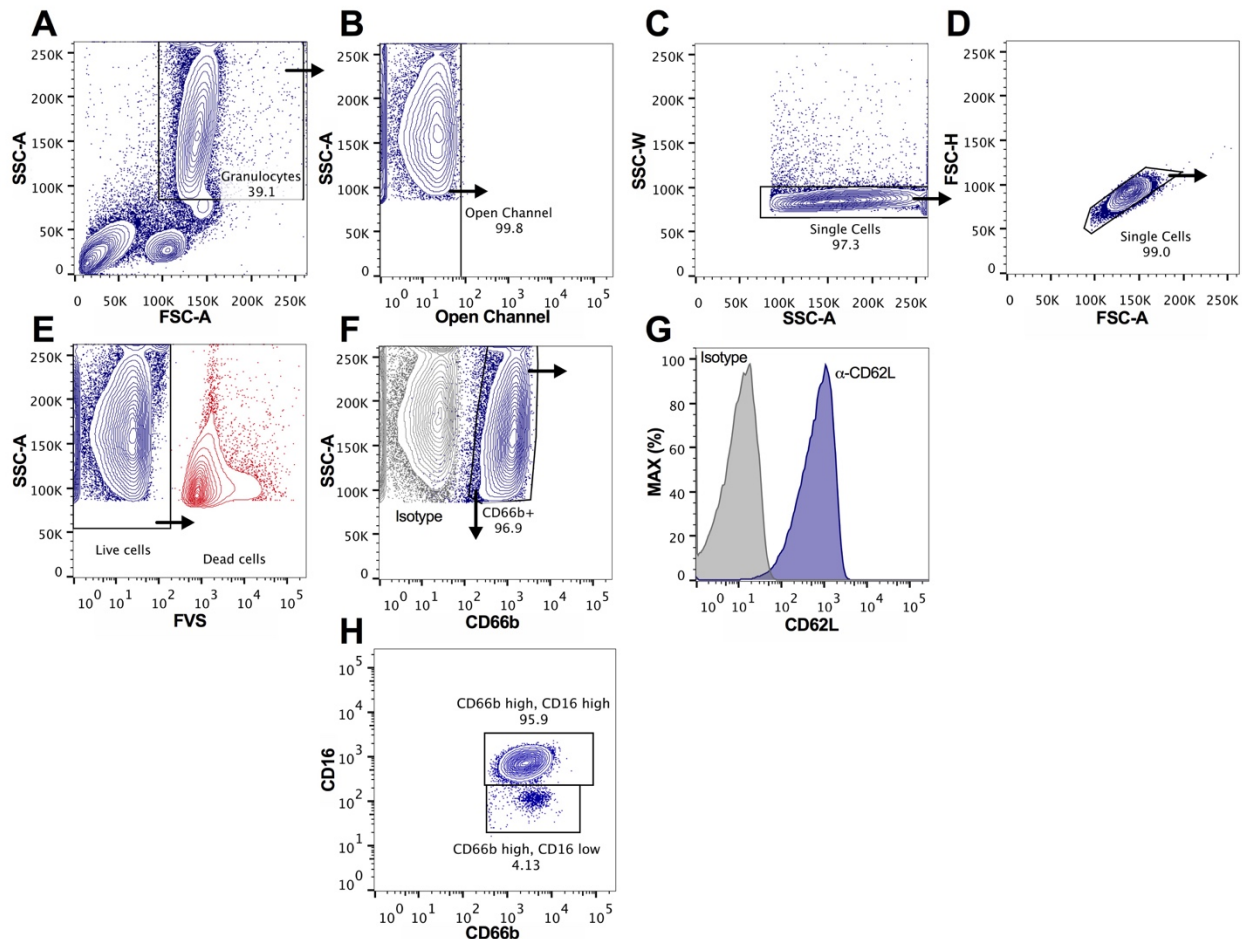 A
SSC-A
250K
200K
150K
100K
50K
0
Granulocytes
39.1
0 50K 100K 150K 200K 250K
FSC-A
B
SSC-A
250K
200K
150K
100K
50K
0
Open Channel
99.8
10^0 10^1 10^2 10^3 10^4 10^5
Open Channel
C
SSC-W
250K
200K
150K
100K
50K
0
Single Cells
97.3
0 50K 100K 150K 200K 250K
SSC-A
D
FSC-H
250K
200K
150K
100K
50K
0
Single Cells
99.0
0 50K 100K 150K 200K 250K
FSC-A
E
SSC-A
250K
200K
150K
100K
50K
0
Live cells
Dead cells
10^0 10^1 10^2 10^3 10^4 10^5
FVS
F
SSC-A
250K
200K
150K
100K
50K
0
Isotype
CD66b+
96.9
10^0 10^1 10^2 10^3 10^4 10^5
CD66b
G
MAX (%)
100
80
60
40
20
0
Isotype
α-CD62L
10^0 10^1 10^2 10^3 10^4 10^5
CD62L
H
CD16
10^5
10^4
10^3
10^2
10^1
10^0
CD66b high, CD16 high
95.9
CD66b high, CD16 low
4.13
10^0 10^1 10^2 10^3 10^4 10^5
CD66b